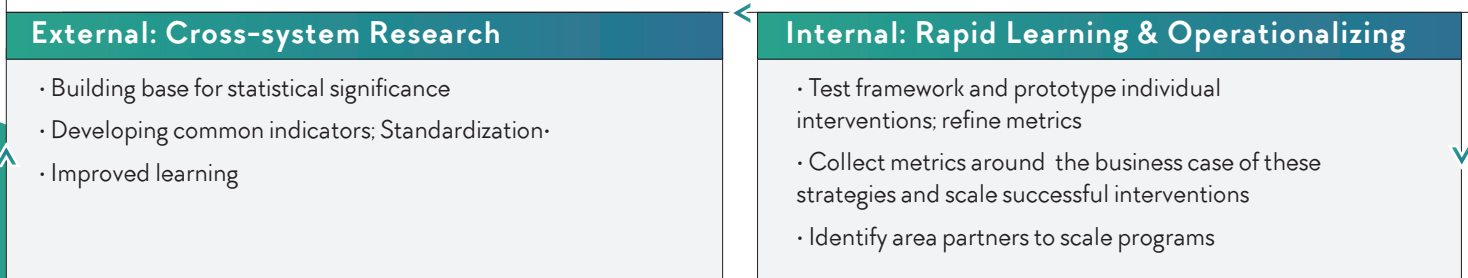 External: Cross-system Research
· Building base for statistical significance
· Developing common indicators; Standardization·
· Improved learning
Internal: Rapid Learning & Operationalizing
· Test framework and prototype individual
interventions; refine metrics
· Collect metrics around the business case of these
strategies and scale successful interventions
· Identify area partners to scale programs